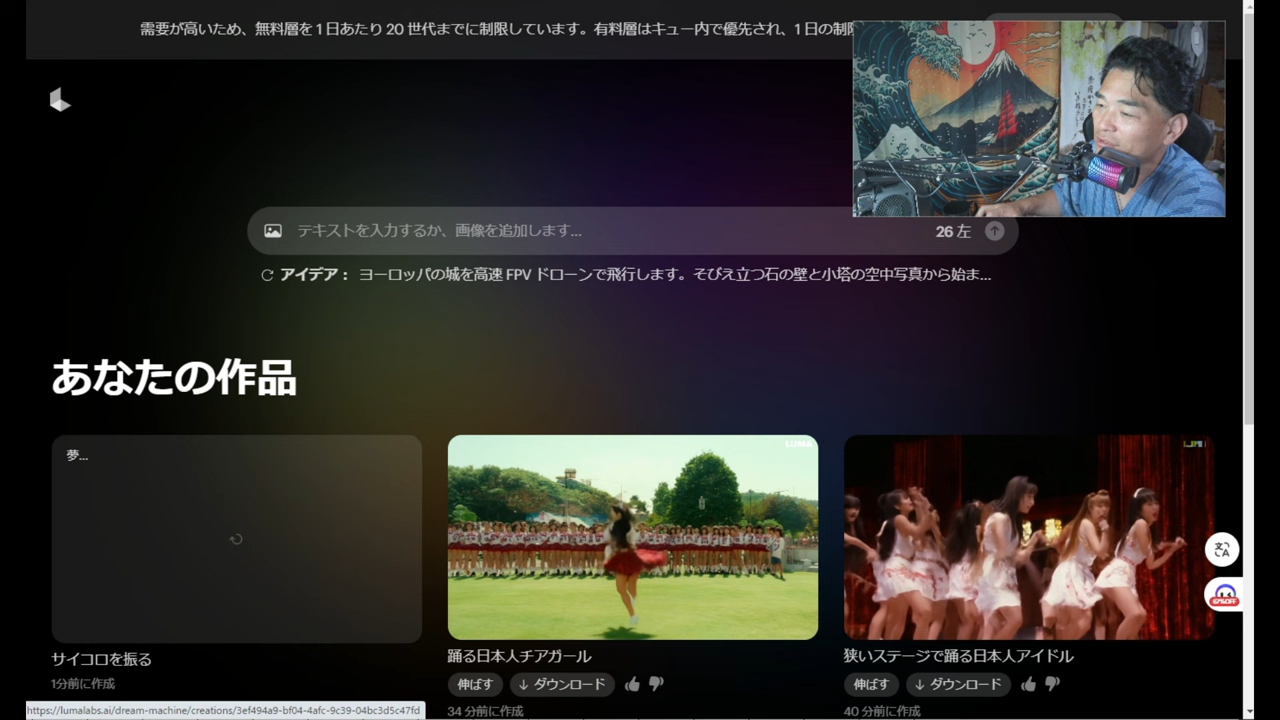 需要が高いため、無料層を1日あたり 20 世代までに制限しています。有料層はキュー内で優先され、1日の制限
テキストを入力するか、画像を追加します...
26 左
アイデア： ヨーロッパの城を高速 FPV ドローンで飛行します。そびえ立つ石の壁と小塔の空中写真から始ま...
あなたの作品
夢...
LUMA
サイコロを振る
踊る日本人チアガール
狭いステージで踊る日本人アイドル
1分前に作成
伸ばす
ダウンロード
伸ばす
ダウンロード
34 分前に作成
40 分前に作成
https://lumalabs.ai/dream-machine/creations/3ef494a9-bf04-4afc-9c39-04bc3d5c47fd